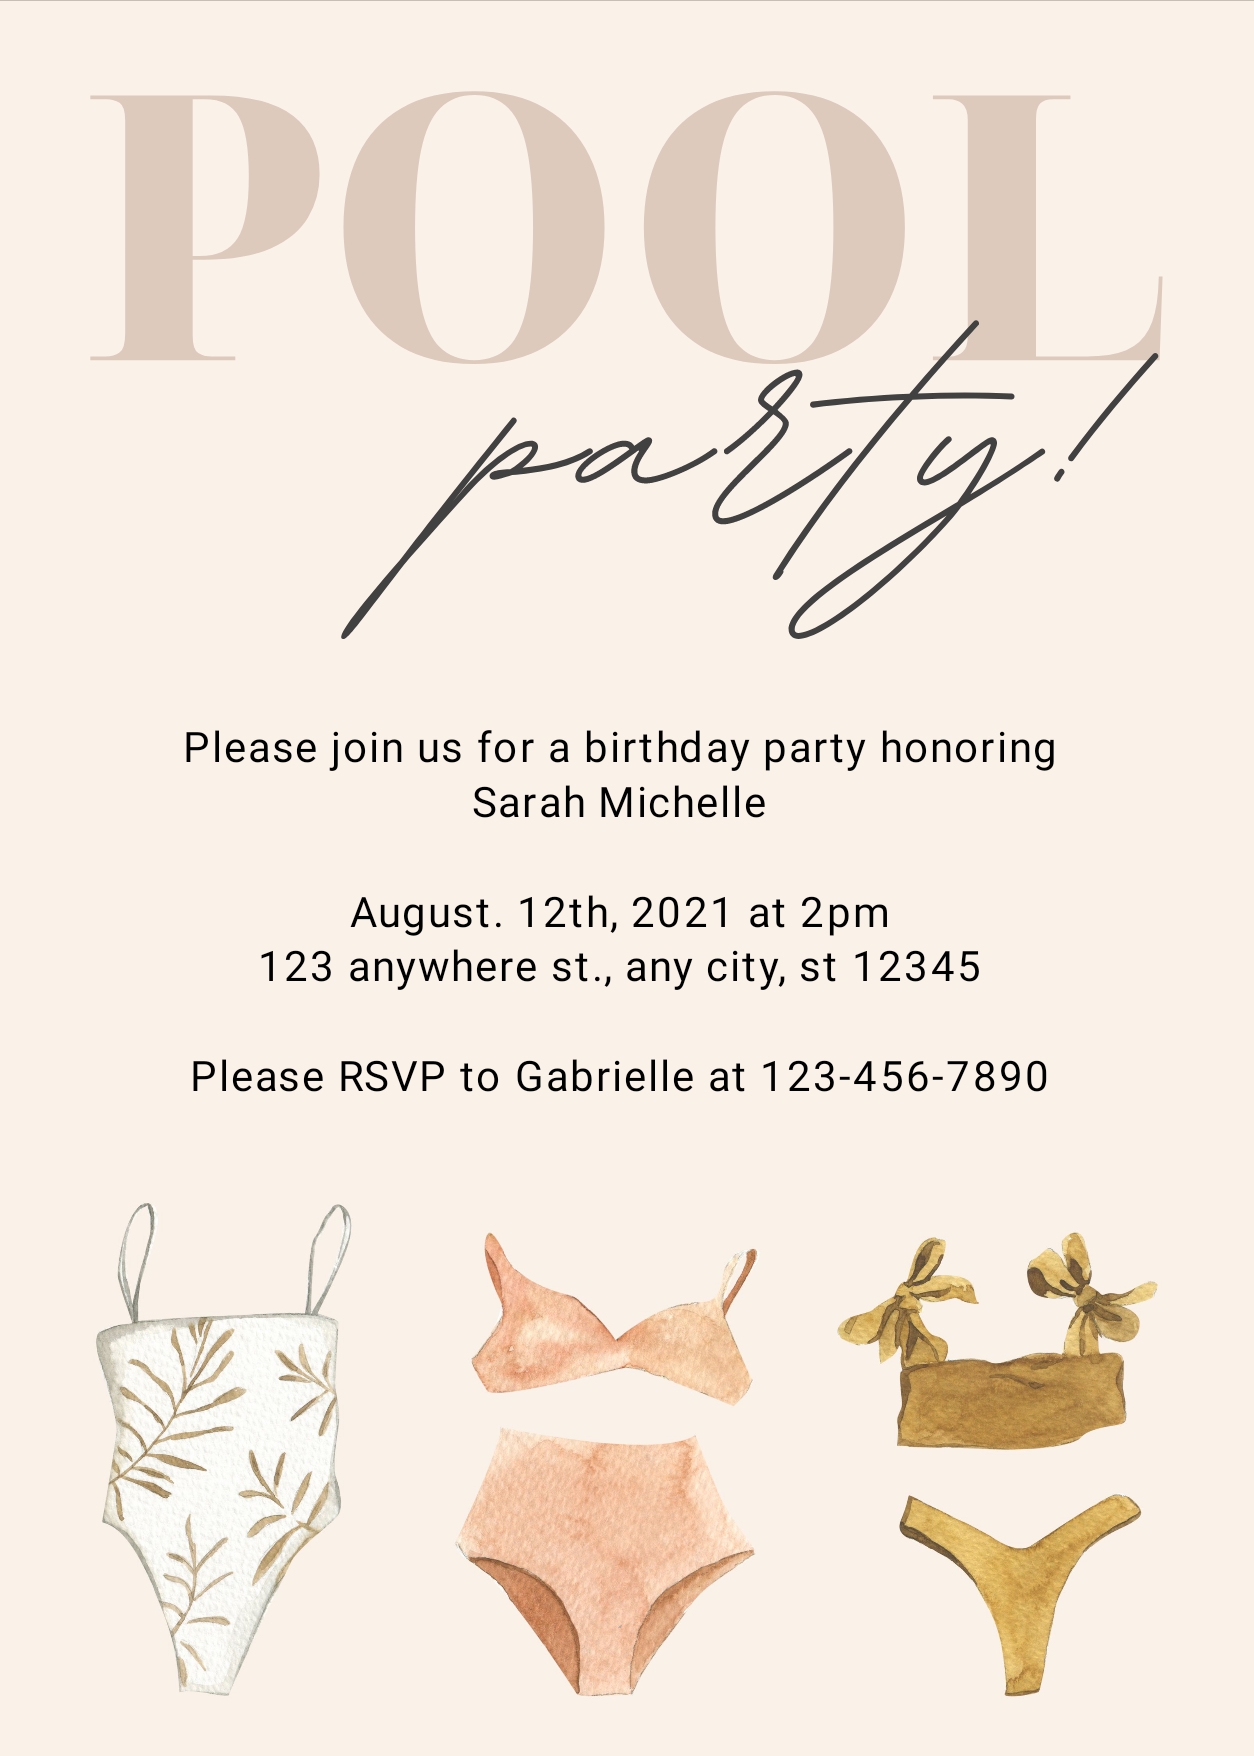 POOL
party!
Please join us for a birthday party honoring
Sarah Michelle
August. 12th, 2021 at 2pm
123 anywhere st., any city, st 12345
Please RSVP to Gabrielle at 123-456-7890